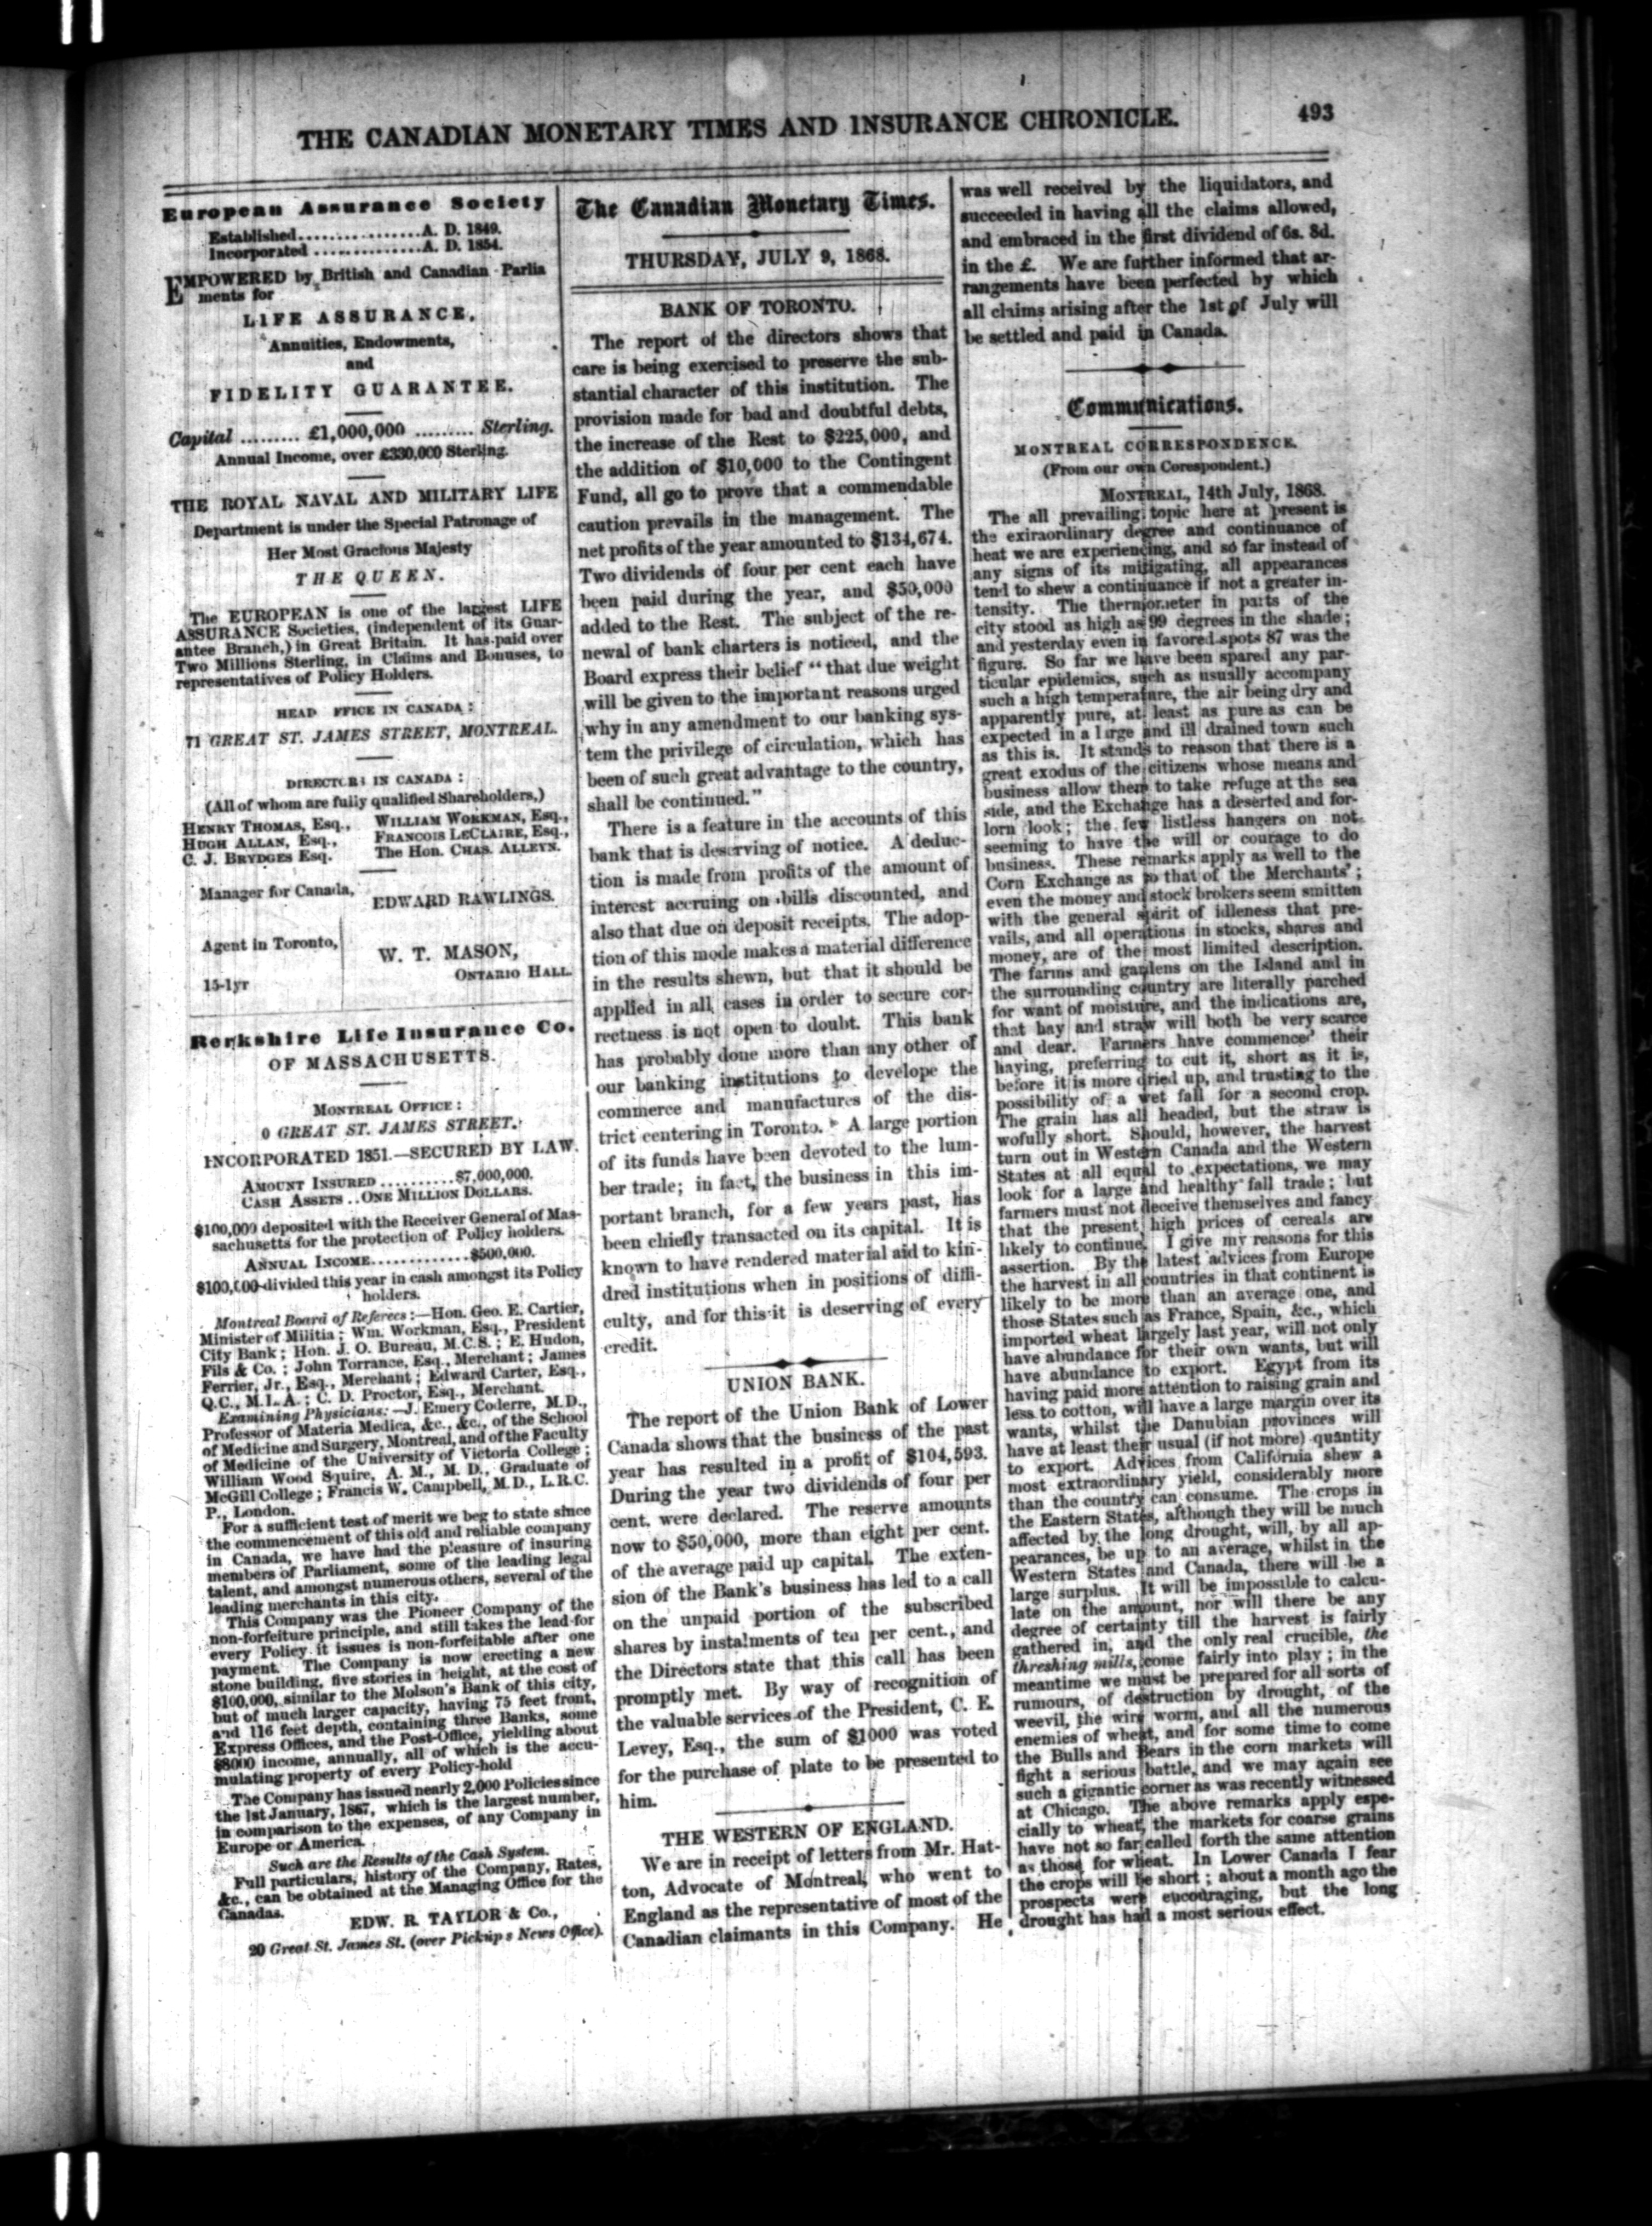 THE CANADIAN MONETARY TIMES AND INSURANCE CHRONICLE.
493
European Assurance Society
Established................A. D. 1849.
Incorporated ..............A. D. 1854.
EMPOWERED by British and Canadian Parlia
ments for
LIFE ASSURANCE,
Annuities, Endowments,
and
FIDELITY GUARANTEE.
Capital ......... £1,000,000 ......... Sterling.
Annual Income, over £330,000 Sterling.
THE ROYAL NAVAL AND MILITARY LIFE
Department is under the Special Patronage of
Her Most Gracious Majesty
THE QUEEN.
The EUROPEAN is one of the largest LIFE
ASSURANCE Societies, (independent of its Guar-
antee Branch,) in Great Britain. It has paid over
Two Millions Sterling, in Claims and Bonuses, to
representatives of Policy Holders.
HEAD FFICE IN CANADA :
71 GREAT ST. JAMES STREET, MONTREAL.
DIRECTORS IN CANADA :
(All of whom are fully qualified Shareholders,)
HENRY THOMAS, Esq., WILLIAM WORKMAN, Esq.,
HUGH ALLAN, Esq., FRANCOIS LECLAIRE, Esq.,
C. J. BRYDGES Esq. The Hon. CHAS. ALLEYN.
Manager for Canada,
EDWARD RAWLINGS.
Agent in Toronto,
W. T. MASON,
ONTARIO HALL.
15-1yr
Berkshire Life Insurance Co.
OF MASSACHUSETTS.
MONTREAL OFFICE :
0 GREAT ST. JAMES STREET.
INCORPORATED 1851.—SECURED BY LAW.
AMOUNT INSURED ..........$7,000,000.
CASH ASSETS..ONE MILLION DOLLARS.
$100,000 deposited with the Receiver General of Mas-
sachusetts for the protection of Policy holders.
ANNUAL INCOME.............$500,000.
$100,000 divided this year in cash amongst its Policy
holders.
Montreal Board of Referees:—Hon. Geo. E. Cartier,
Minister of Militia ; Wm. Workman, Esq., President
City Bank ; Hon. J. O. Bureau, M.C.S. ; E. Hudon,
Fils & Co. ; John Torrance, Esq., Merchant ; James
Ferrier, Jr., Esq., Merchant ; Edward Carter, Esq.,
Q.C., M.L.A. ; C. D. Proctor, Esq., Merchant.
Examining Physicians:—J. Emery Coderre, M.D.,
Professor of Materia Medica, &c., &c., of the School
of Medicine and Surgery, Montreal, and of the Faculty
of Medicine of the University of Victoria College ;
William Wood Squire, A. M., M. D., Graduate of
McGill College ; Francis W. Campbell, M.D., L.R.C.
P., London.
For a sufficient test of merit we beg to state since
the commencement of this old and reliable company
in Canada, we have had the pleasure of insuring
members of Parliament, some of the leading legal
talent, and amongst numerous others, several of the
leading merchants in this city.
This Company was the Pioneer Company of the
non-forfeiture principle, and still takes the lead for
every Policy it issues is non-forfeitable after one
payment. The Company is now erecting a new
stone building, five stories in height, at the cost of
$100,000, similar to the Molson's Bank of this city,
but of much larger capacity, having 75 feet front,
and 116 feet depth, containing three Banks, some
Express Offices, and the Post-Office, yielding about
$8000 income, annually, all of which is the accu-
mulating property of every Policy-hold
The Company has issued nearly 2,000 Policies since
the 1st January, 1867, which is the largest number,
in comparison to the expenses, of any Company in
Europe or America.
Such are the Results of the Cash System.
Full particulars, history of the Company, Rates,
&c., can be obtained at the Managing Office for the
Canadas.
EDW. R. TAYLOR & Co.,
20 Great St. James St. (over Pickup s News Office).
The Canadian Monetary Times.
THURSDAY, JULY 9, 1868.
BANK OF TORONTO.
The report of the directors shows that
care is being exercised to preserve the sub-
stantial character of this institution. The
provision made for bad and doubtful debts,
the increase of the Rest to $225,000, and
the addition of $10,000 to the Contingent
Fund, all go to prove that a commendable
caution prevails in the management. The
net profits of the year amounted to $134,674.
Two dividends of four per cent each have
been paid during the year, and $50,000
added to the Rest. The subject of the re-
newal of bank charters is noticed, and the
Board express their belief "that due weight
will be given to the important reasons urged
why in any amendment to our banking sys-
tem the privilege of circulation, which has
been of such great advantage to the country,
shall be continued."
There is a feature in the accounts of this
bank that is deserving of notice. A deduc-
tion is made from profits of the amount of
interest accruing on bills discounted, and
also that due on deposit receipts. The adop-
tion of this mode makes a material difference
in the results shewn, but that it should be
applied in all cases in order to secure cor-
rectness is not open to doubt. This bank
has probably done more than any other of
our banking institutions to develope the
commerce and manufactures of the dis-
trict centering in Toronto. A large portion
of its funds have been devoted to the lum-
ber trade; in fact, the business in this im-
portant branch, for a few years past, has
been chiefly transacted on its capital. It is
known to have rendered material aid to kin-
dred institutions when in positions of diffi-
culty, and for this it is deserving of every
credit.
UNION BANK.
The report of the Union Bank of Lower
Canada shows that the business of the past
year has resulted in a profit of $104,593.
During the year two dividends of four per
cent. were declared. The reserve amounts
now to $50,000, more than eight per cent.
of the average paid up capital. The exten-
sion of the Bank's business has led to a call
on the unpaid portion of the subscribed
shares by instalments of ten per cent., and
the Directors state that this call has been
promptly met. By way of recognition of
the valuable services of the President, C. E.
Levey, Esq., the sum of $1000 was voted
for the purchase of plate to be presented to
him.
THE WESTERN OF ENGLAND.
We are in receipt of letters from Mr. Hat-
ton, Advocate of Montreal, who went to
England as the representative of most of the
Canadian claimants in this Company. He
was well received by the liquidators, and
succeeded in having all the claims allowed,
and embraced in the first dividend of 6s. 8d.
in the £. We are further informed that ar-
rangements have been perfected by which
all claims arising after the 1st of July will
be settled and paid in Canada.
Communications.
MONTREAL CORRESPONDENCE.
(From our own Corespondent.)
MONTREAL, 14th July, 1868.
The all prevailing topic here at present is
the exiraordinary degree and continuance of
heat we are experiencing, and so far instead of
any signs of its mitigating, all appearances
tend to shew a continuance if not a greater in-
tensity. The thermometer in parts of the
city stood as high as 99 degrees in the shade ;
and yesterday even in favored spots 87 was the
figure. So far we have been spared any par-
ticular epidemics, such as usually accompany
such a high temperature, the air being dry and
apparently pure, at least as pure as can be
expected in a large and ill drained town such
as this is. It stands to reason that there is a
great exodus of the citizens whose means and
business allow them to take refuge at the sea
side, and the Exchange has a deserted and for-
lorn look; the few listless hangers on not
seeming to have the will or courage to do
business. These remarks apply as well to the
Corn Exchange as to that of the Merchants' ;
even the money and stock brokers seem smitten
with the general spirit of idleness that pre-
vails, and all operations in stocks, shares and
money, are of the most limited description.
The farms and gardens on the Island and in
the surrounding country are literally parched
for want of moisture, and the indications are,
that hay and straw will both be very scarce
and dear. Farmers have commenced their
haying, preferring to cut it, short as it is,
before it is more dried up, and trusting to the
possibility of a wet fall for a second crop.
The grain has all headed, but the straw is
wofully short. Should, however, the harvest
turn out in Western Canada and the Western
States at all equal to expectations, we may
look for a large and healthy fall trade; but
farmers must not deceive themselves and fancy
that the present high prices of cereals are
likely to continue. I give my reasons for this
assertion. By the latest advices from Europe
the harvest in all countries in that continent is
likely to be more than an average one, and
those States such as France, Spain, &c., which
imported wheat largely last year, will not only
have abundance for their own wants, but will
have abundance to export. Egypt from its
having paid more attention to raising grain and
less to cotton, will have a large margin over its
wants, whilst the Danubian provinces will
have at least their usual (if not more) quantity
to export. Advices from California shew a
most extraordinary yield, considerably more
than the country can consume. The crops in
the Eastern States, although they will be much
affected by the long drought, will, by all ap-
pearances, be up to an average, whilst in the
Western States and Canada, there will be a
large surplus. It will be impossible to calcu-
late on the amount, nor will there be any
degree of certainty till the harvest is fairly
gathered in, and the only real crucible, the
threshing mills, come fairly into play ; in the
meantime we must be prepared for all sorts of
rumours, of destruction by drought, of the
weevil, the wire worm, and all the numerous
enemies of wheat, and for some time to come
the Bulls and Bears in the corn markets will
fight a serious battle, and we may again see
such a gigantic corner as was recently witnessed
at Chicago. The above remarks apply espe-
cially to wheat, the markets for coarse grains
have not so far called forth the same attention
as those for wheat. In Lower Canada I fear
the crops will be short ; about a month ago the
prospects were encouraging, but the long
drought has had a most serious effect.